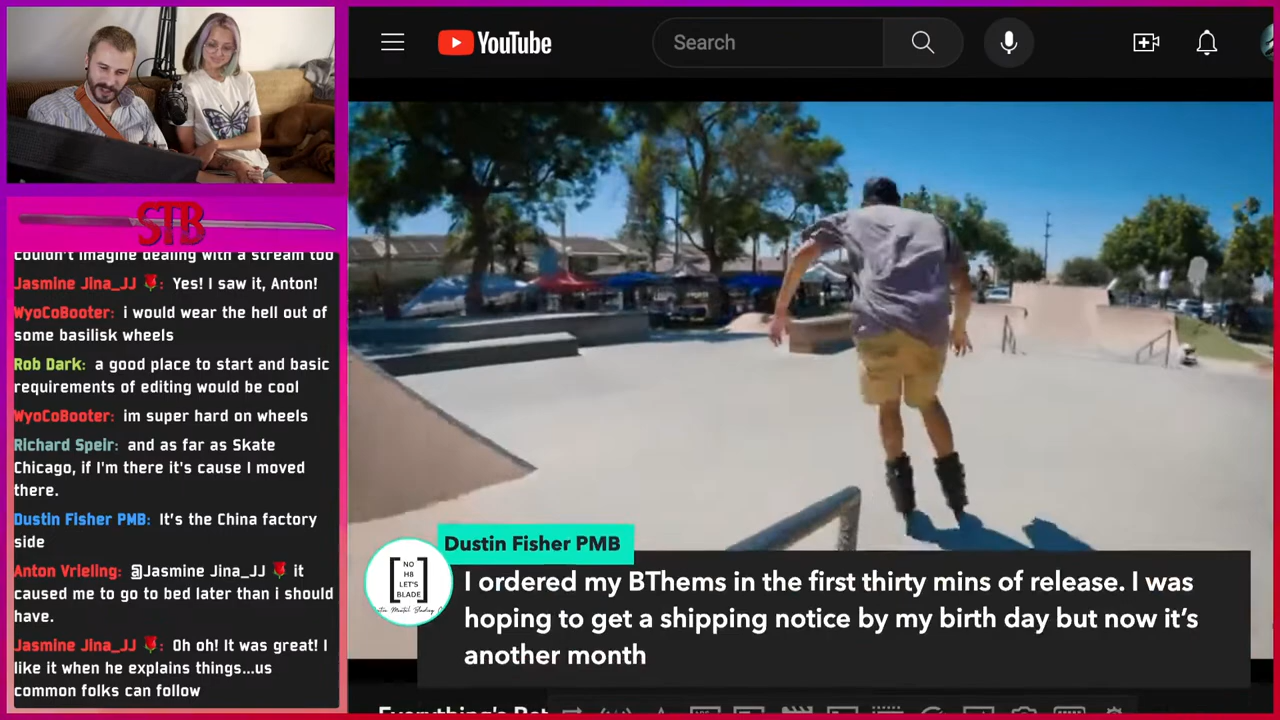 YouTube
Search
STB
couldn't imagine dealing with a stream too
Jasmine Jina_JJ 🌹: Yes! I saw it, Anton!
WyoCoBooter: i would wear the hell out of
some basilisk wheels
Rob Dark: a good place to start and basic
requirements of editing would be cool
WyoCoBooter: im super hard on wheels
Richard Speir: and as far as Skate
Chicago, if I'm there it's cause I moved
there.
Dustin Fisher PMB: It's the China factory
side
Anton Vrieling: @Jasmine Jina_JJ 🌹 it
caused me to go to bed later than i should
have.
Jasmine Jina_JJ 🌹: Oh oh! It was great! I
like it when he explains things...us
common folks can follow
Dustin Fisher PMB
NO
H8
LET'S
BLADE
I ordered my BThems in the first thirty mins of release. I was
hoping to get a shipping notice by my birth day but now it's
another month